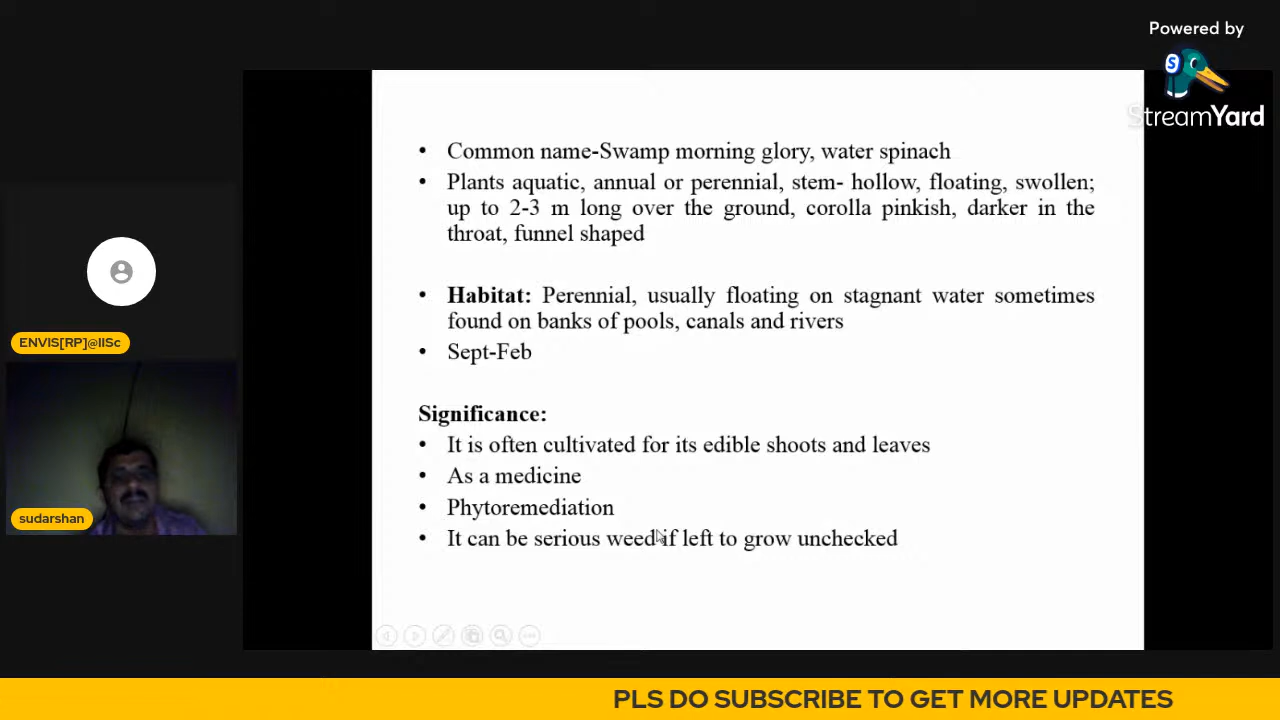 Powered by
StreamYard
• Common name-Swamp morning glory, water spinach
• Plants aquatic, annual or perennial, stem- hollow, floating, swollen;
up to 2-3 m long over the ground, corolla pinkish, darker in the
throat, funnel shaped
• Habitat: Perennial, usually floating on stagnant water sometimes
found on banks of pools, canals and rivers
• Sept-Feb
Significance:
• It is often cultivated for its edible shoots and leaves
• As a medicine
• Phytoremediation
• It can be serious weed if left to grow unchecked
ENVIS[RP]@IISc
sudarshan
PLS DO SUBSCRIBE TO GET MORE UPDATES